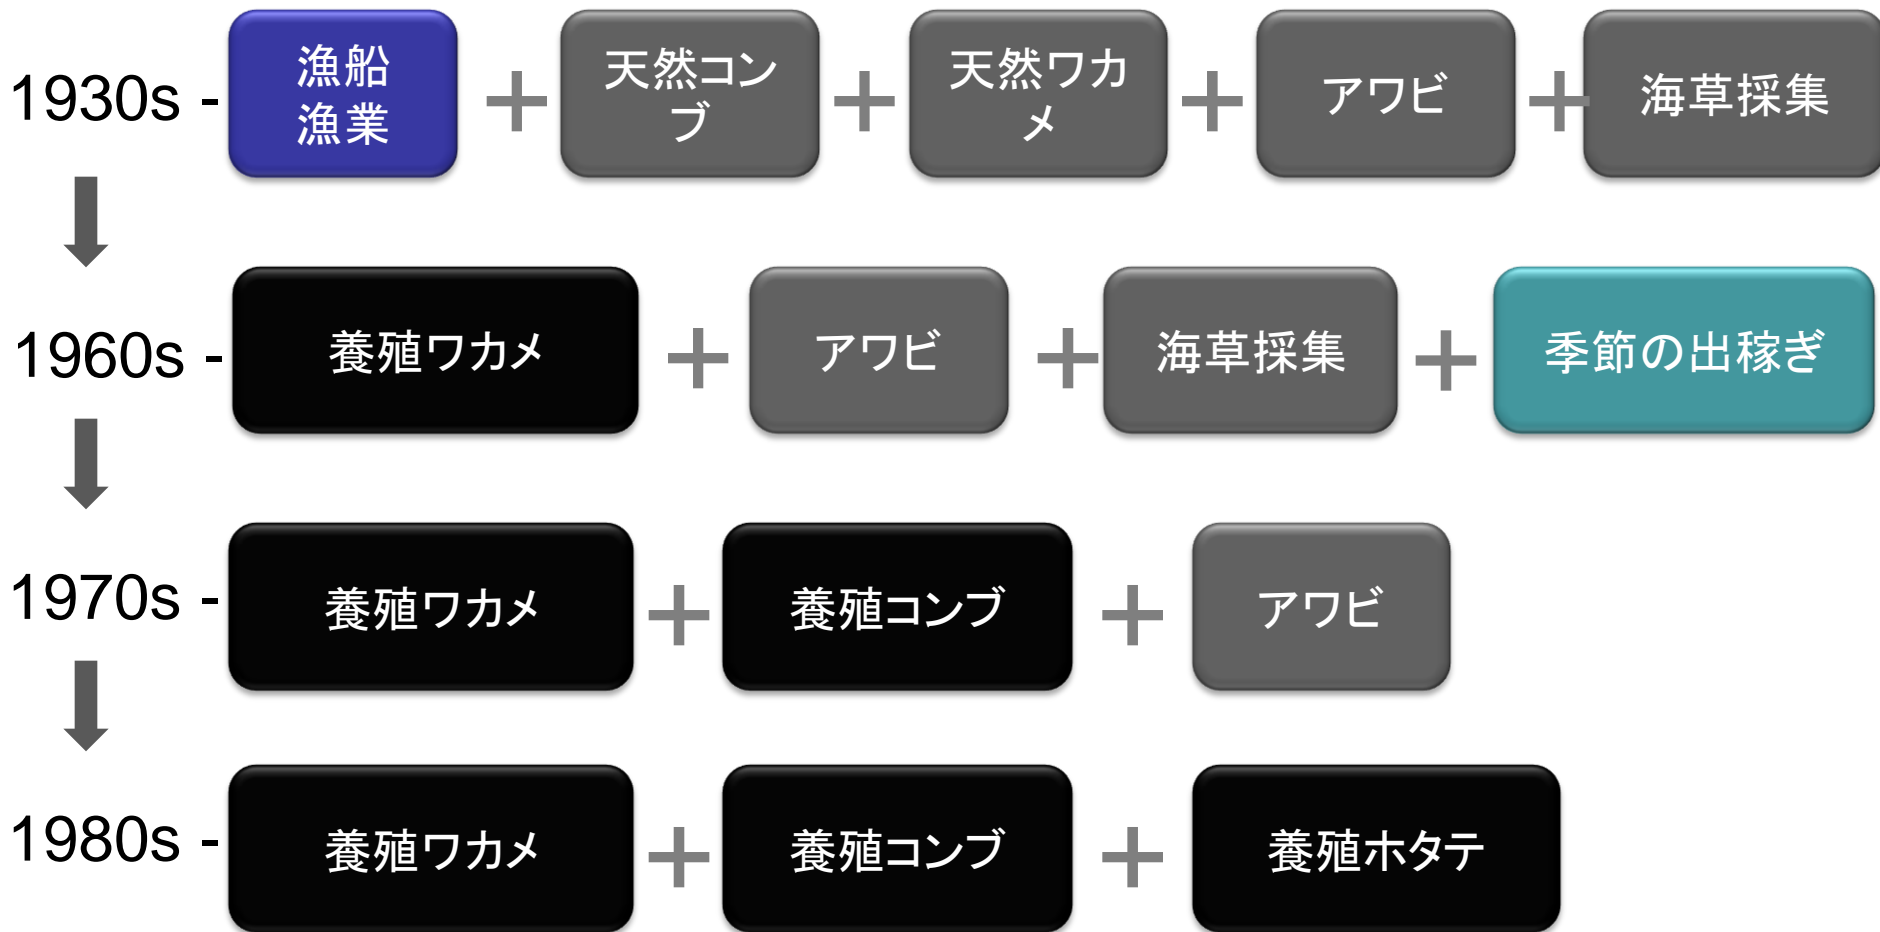 1930s -
漁船
漁業
+
天然コン
ブ
+
天然ワカ
メ
+
アワビ
+
海草採集
1960s -
養殖ワカメ
+
アワビ
+
海草採集
+
季節の出稼ぎ
1970s -
養殖ワカメ
+
養殖コンブ
+
アワビ
1980s -
養殖ワカメ
+
養殖コンブ
+
養殖ホタテ